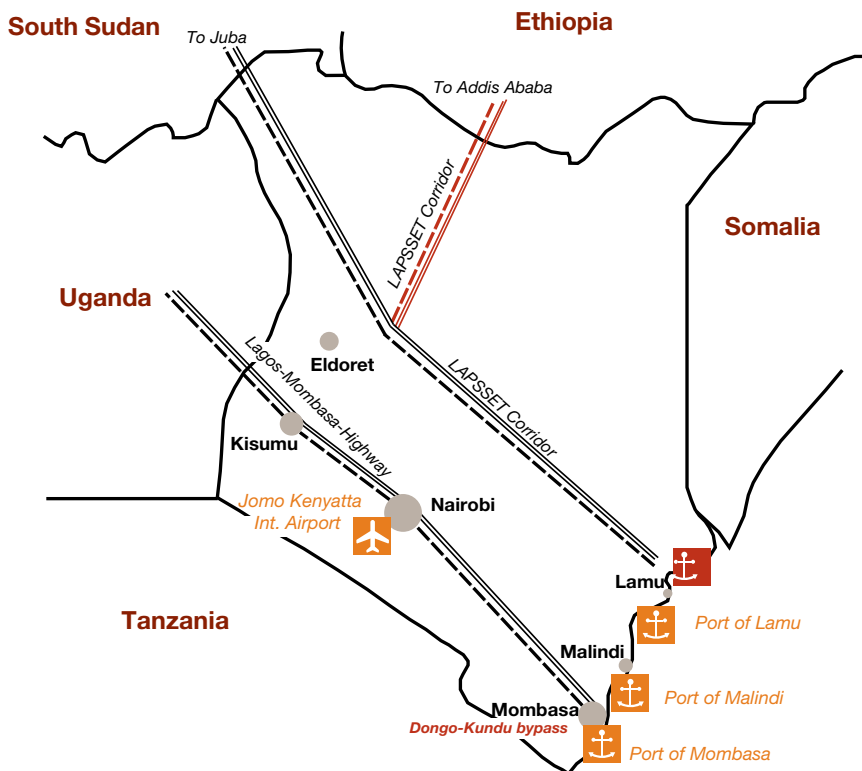 South Sudan
Ethiopia
To Juba
To Addis Ababa
LAPSSET Corridor
Somalia
Uganda
Eldoret
Lagos-Mombasa-Highway
LAPSSET Corridor
Kisumu
Jomo Kenyatta
Int. Airport
Nairobi
Lamu
Tanzania
Port of Lamu
Malindi
Port of Malindi
Mombasa
Dongo-Kundu bypass
Port of Mombasa